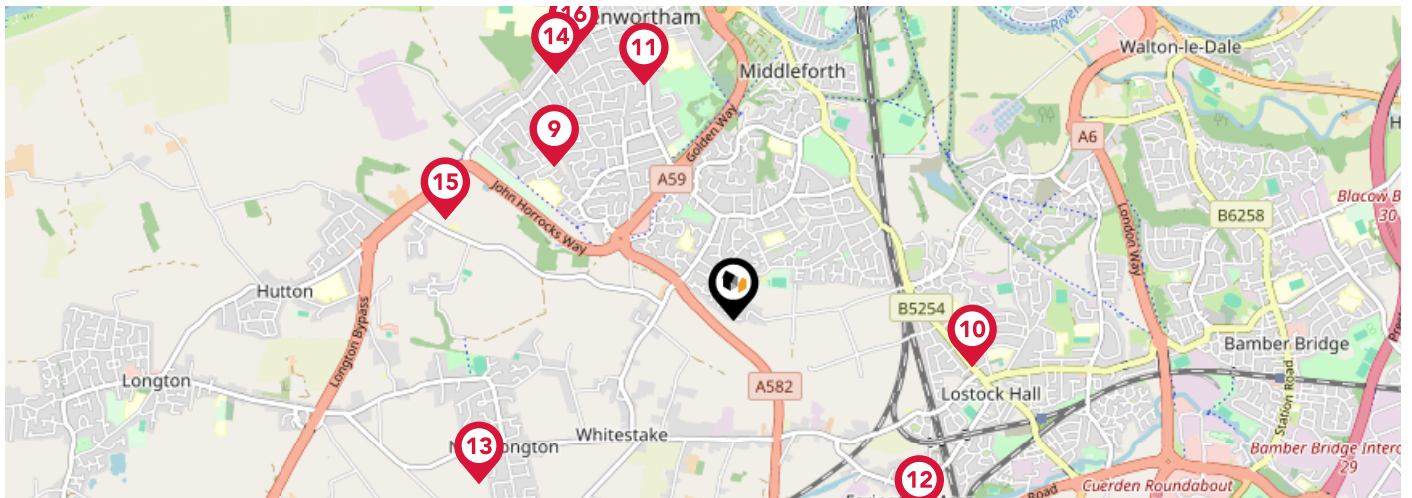 16
enwortham
14
11
Walton-le-Dale
Middleforth
9
Golden Way
A6
A59
15
John Horrocks Way
London Way
B6258
30
Hutton
B5254
10
Longton Bypass
Bamber Bridge
Longton
A582
Lostock Hall
Station Road
Whitestake
13
ongton
12
Road
Cuerden Roundabout
Bamber Bridge Interc
29